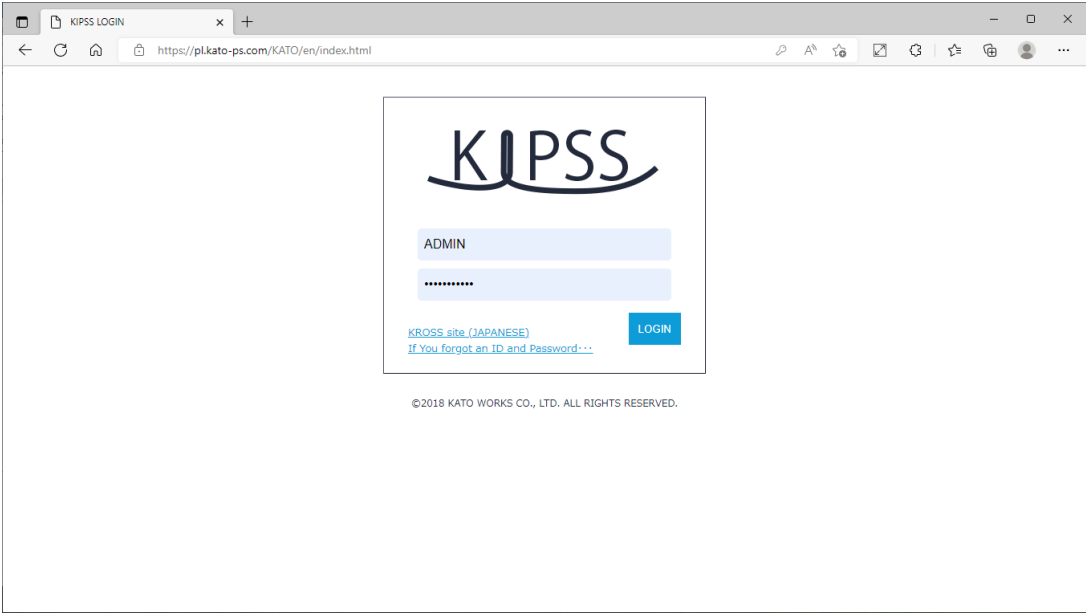 KIPSS LOGIN
https://pl.kato-ps.com/KATO/en/index.html
KIPSS
ADMIN
•••••••••••
LOGIN
KROSS site (JAPANESE)
If You forgot an ID and Password･･･
©2018 KATO WORKS CO., LTD. ALL RIGHTS RESERVED.